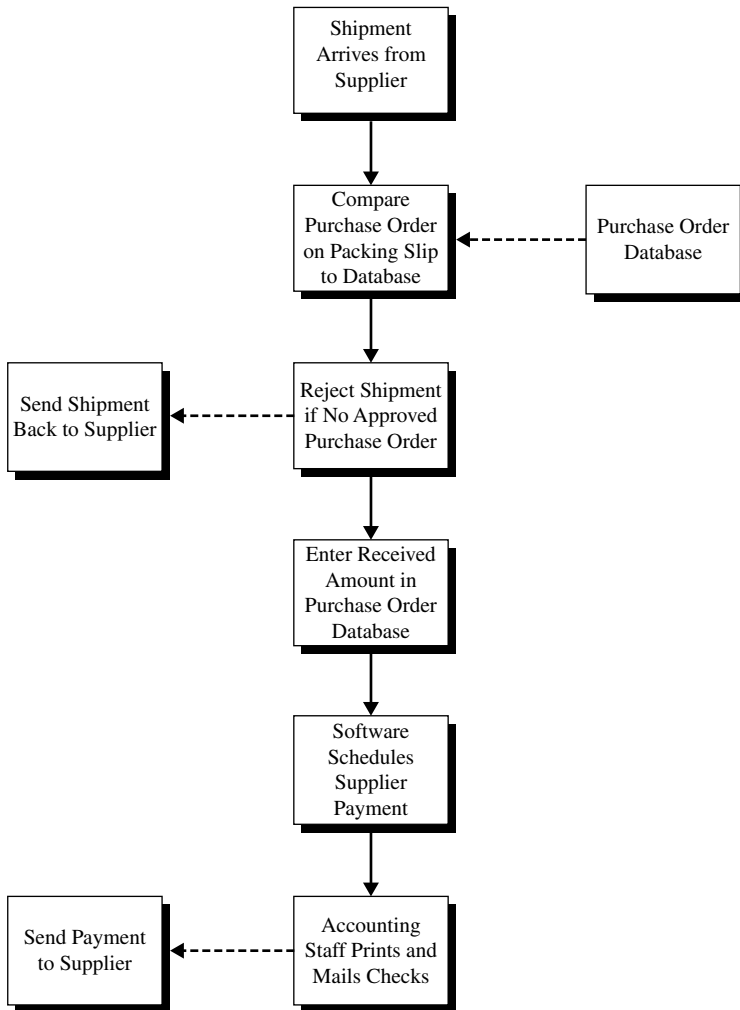 Shipment
Arrives from
Supplier
Compare
Purchase Order
on Packing Slip
to Database
Purchase Order
Database
Send Shipment
Back to Supplier
Reject Shipment
if No Approved
Purchase Order
Enter Received
Amount in
Purchase Order
Database
Software
Schedules
Supplier
Payment
Send Payment
to Supplier
Accounting
Staff Prints and
Mails Checks